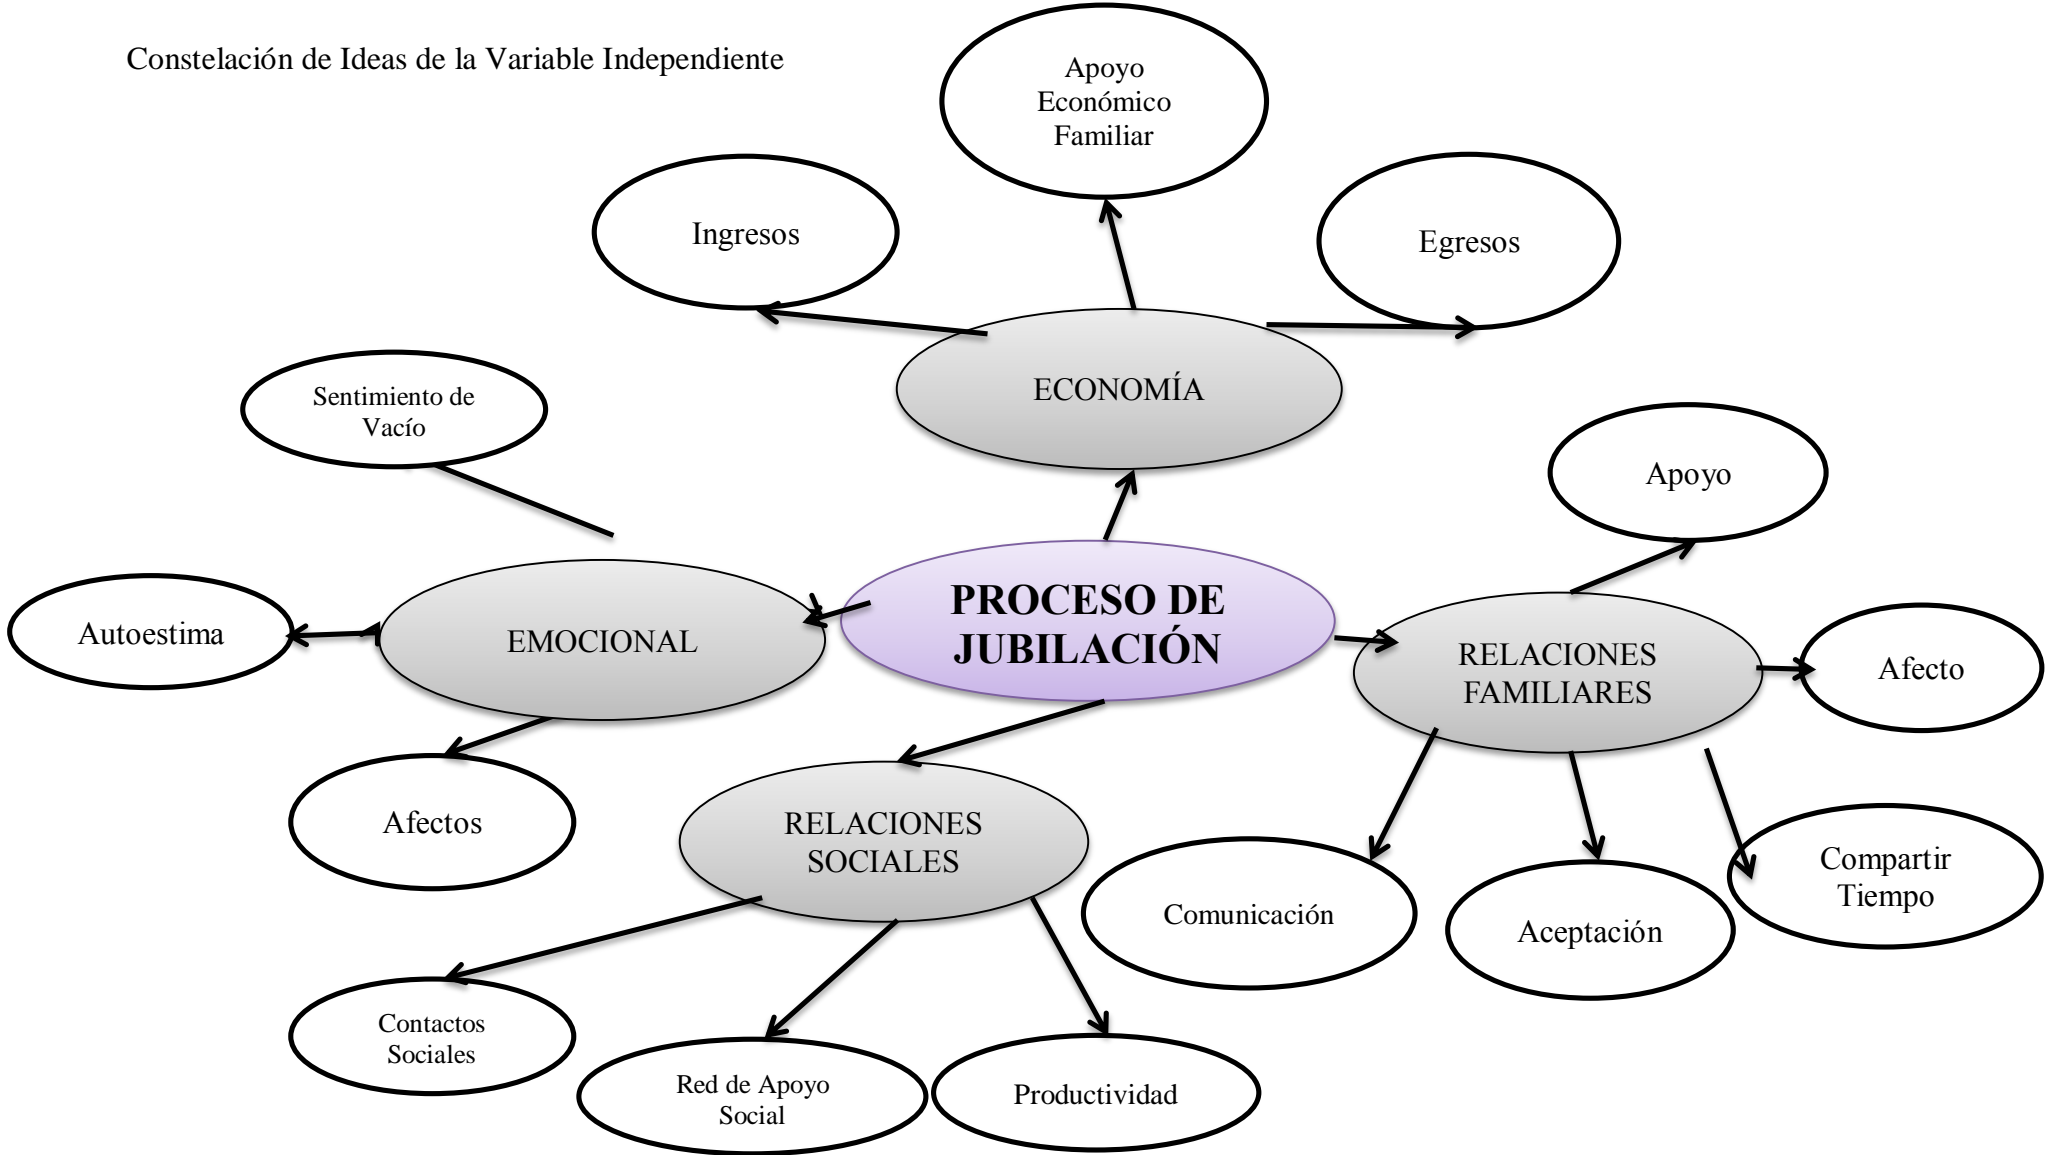 Constelación de Ideas de la Variable Independiente
Apoyo
Económico
Familiar
Ingresos
Egresos
ECONOMÍA
Sentimiento de
Vacío
Apoyo
PROCESO DE
JUBILACIÓN
Autoestima
EMOCIONAL
RELACIONES
FAMILIARES
Afecto
Afectos
RELACIONES
SOCIALES
Compartir
Tiempo
Comunicación
Aceptación
Contactos
Sociales
Red de Apoyo
Social
Productividad